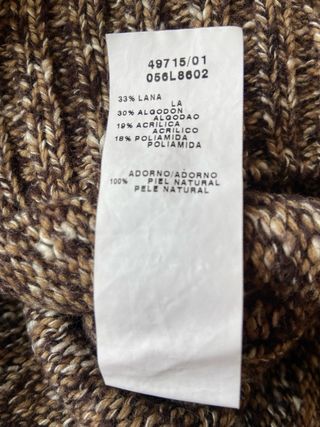 49715/01
056L8602
33% LANA
LA
30% ALGODON
ALGODAO
19% ACRILICA
ACRILICO
18% POLIAMIDA
POLIAMIDA
ADORNO/ADORNO
100% PIEL NATURAL
PELE NATURAL